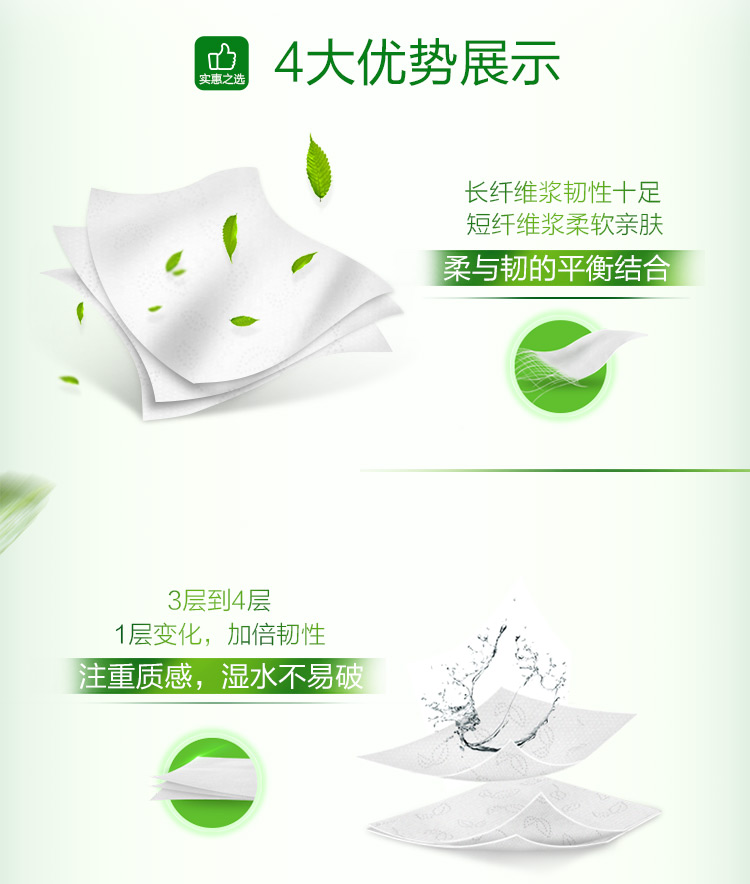 实惠之选
4大优势展示
长纤维浆韧性十足
短纤维浆柔软亲肤
柔与韧的平衡结合
3层到4层
1层变化，加倍韧性
注重质感，湿水不易破